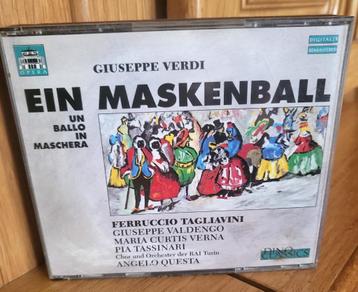 OPERA
DIGITALLY
REMASTERED
GIUSEPPE VERDI
EIN MASKENBALL
UN
BALLO
IN
MASCHERA
FERRUCCIO TAGLIAVINI
GIUSEPPE VALDENGO
MARIA CURTIS VERNA
PIA TASSINARI
Chor und Orchester der RAI Turin
ANGELO QUESTA
DINO
CLASSICS